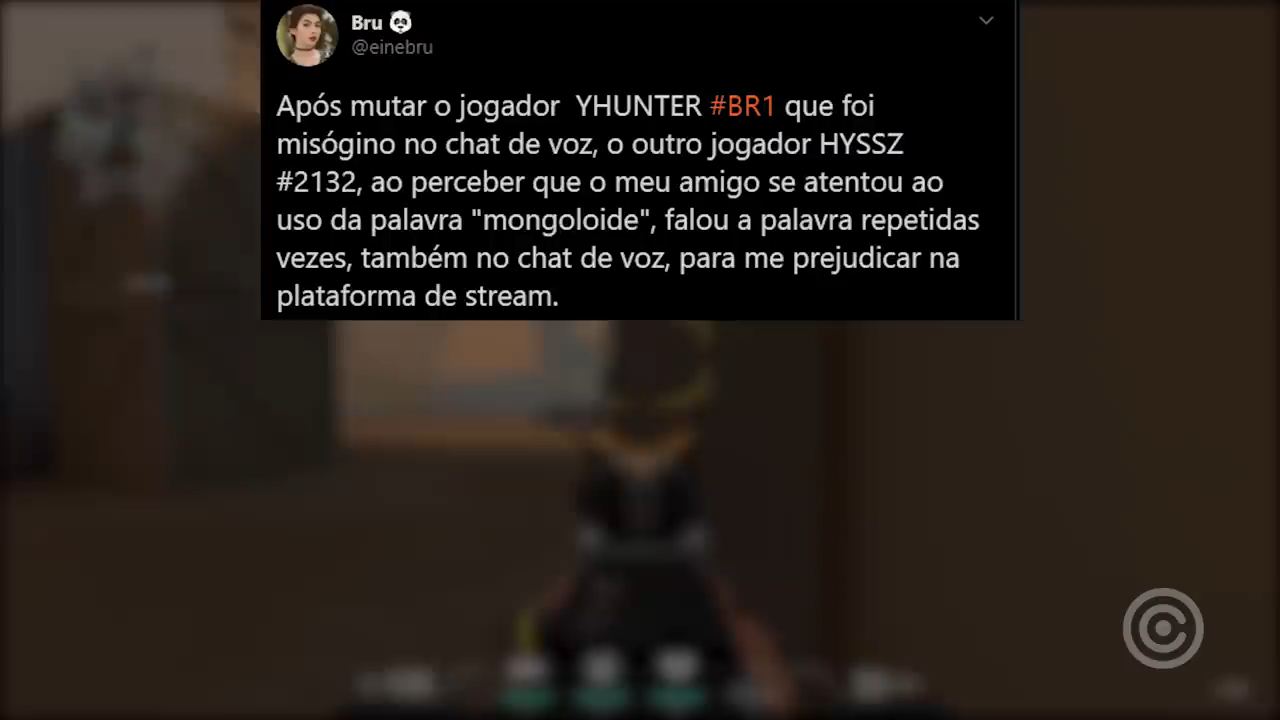 Bru 🐼
@einebru
Após mutar o jogador YHUNTER #BR1 que foi
misógino no chat de voz, o outro jogador HYSSZ
#2132, ao perceber que o meu amigo se atentou ao
uso da palavra "mongoloide", falou a palavra repetidas
vezes, também no chat de voz, para me prejudicar na
plataforma de stream.